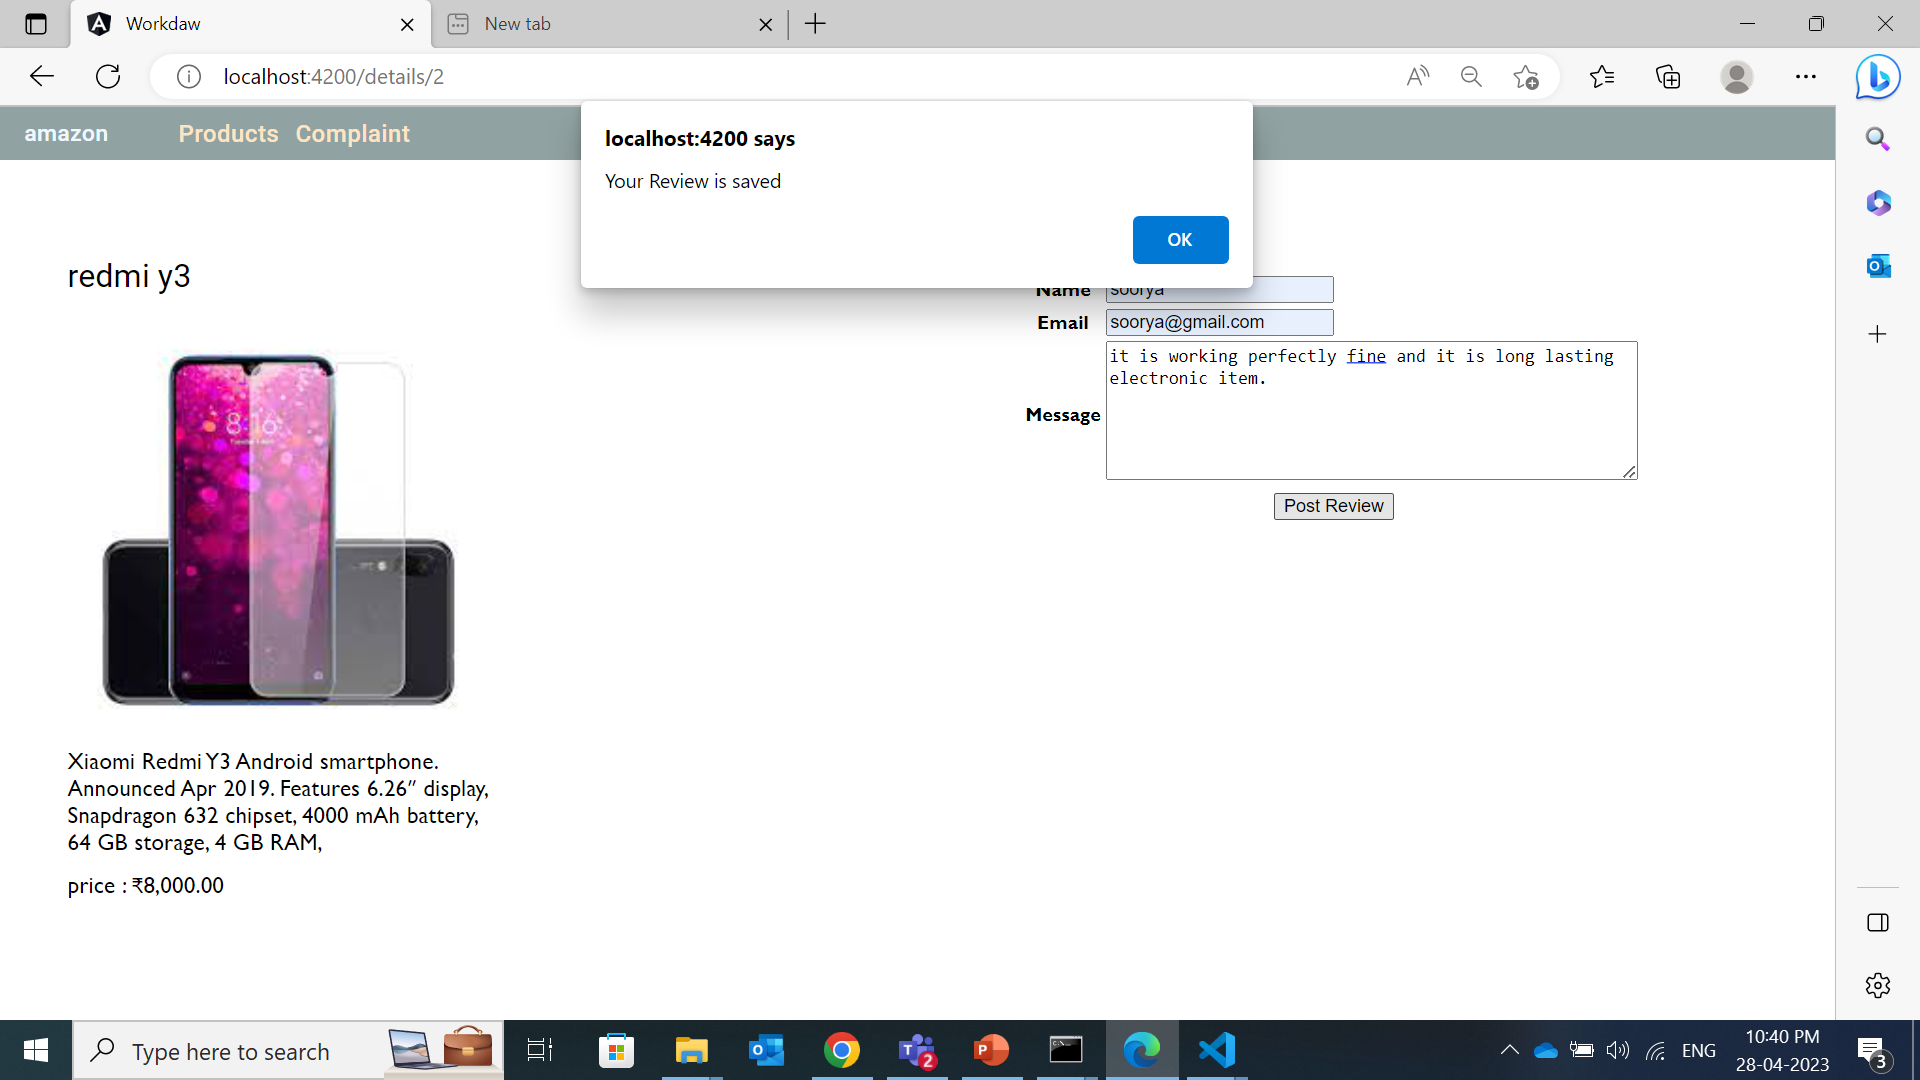 Workdaw
New tab
localhost:4200/details/2
amazon Products Complaint
localhost:4200 says
Your Review is saved
OK
redmi y3
Name soorya
Email soorya@gmail.com
Message it is working perfectly fine and it is long lasting
electronic item.
Post Review
8:16
Xiaomi Redmi Y3 Android smartphone.
Announced Apr 2019. Features 6.26″ display,
Snapdragon 632 chipset, 4000 mAh battery,
64 GB storage, 4 GB RAM,
price : ₹8,000.00
Type here to search
2
ENG
10:40 PM
28-04-2023
3